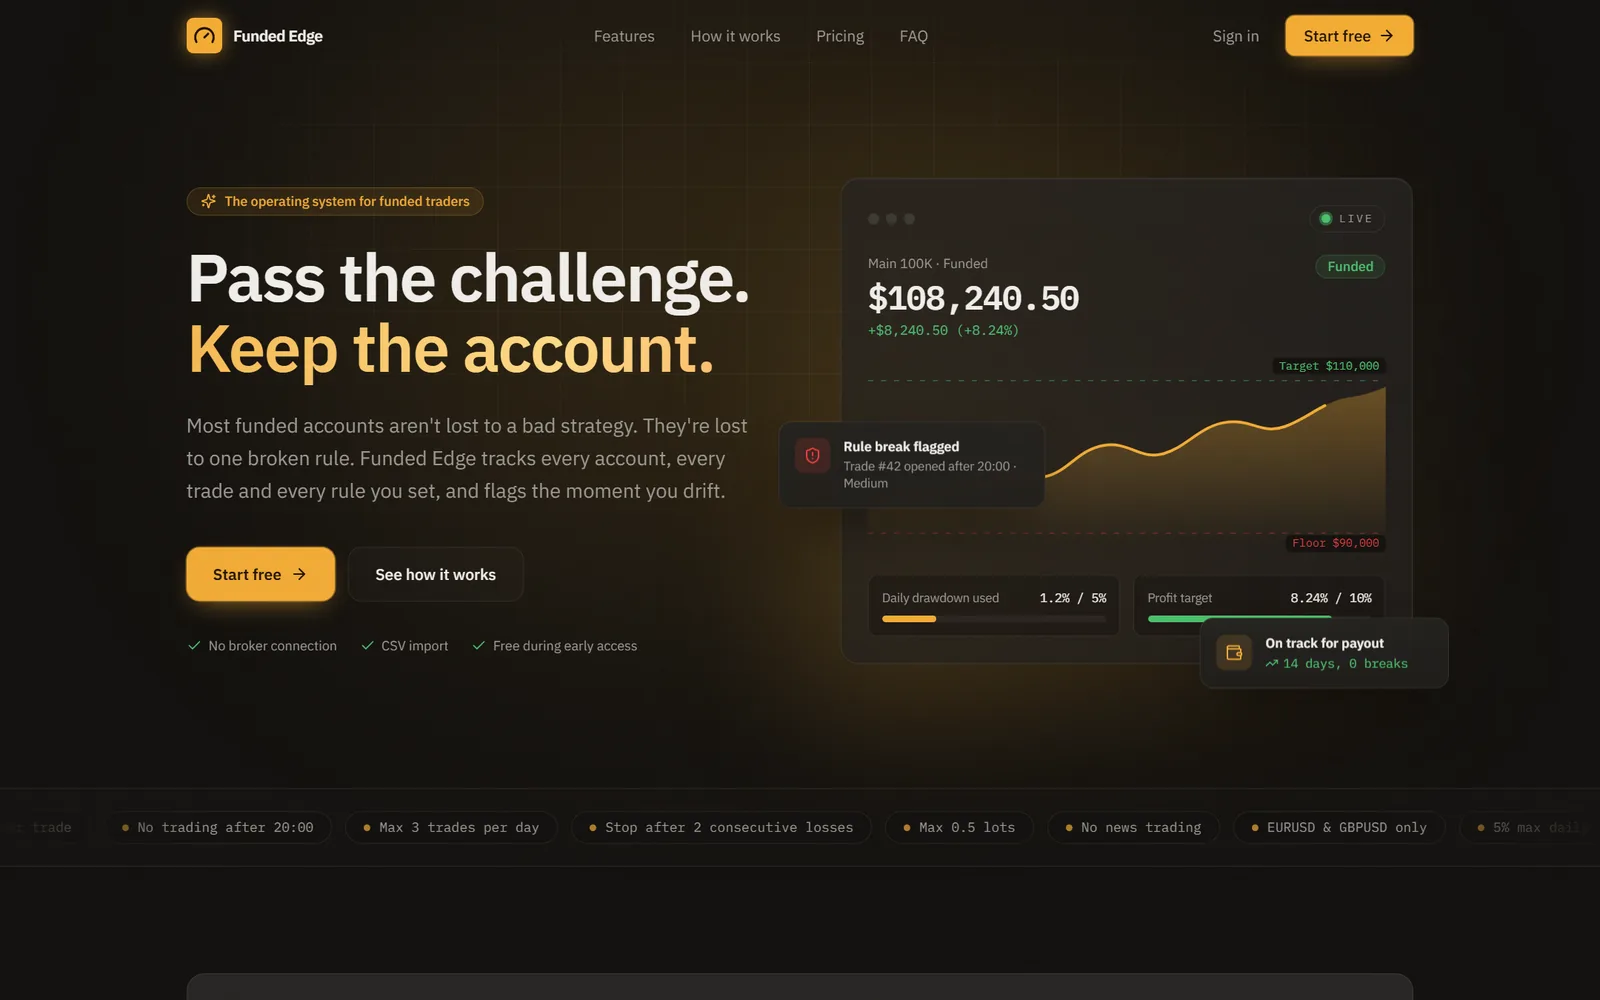 Funded Edge
Features
How it works
Pricing
FAQ
Sign in
Start free
The operating system for funded traders
Pass the challenge.
Keep the account.
Most funded accounts aren't lost to a bad strategy. They're lost
to one broken rule. Funded Edge tracks every account, every
trade and every rule you set, and flags the moment you drift.
Start free
See how it works
No broker connection
CSV import
Free during early access
LIVE
Main 100K · Funded
Funded
$108,240.50
+$8,240.50 (+8.24%)
Target $110,000
Rule break flagged
Trade #42 opened after 20:00 ·
Medium
Floor $90,000
Daily drawdown used
1.2% / 5%
Profit target
8.24% / 10%
On track for payout
14 days, 0 breaks
trade
No trading after 20:00
Max 3 trades per day
Stop after 2 consecutive losses
Max 0.5 lots
No news trading
EURUSD & GBPUSD only
5% max dail